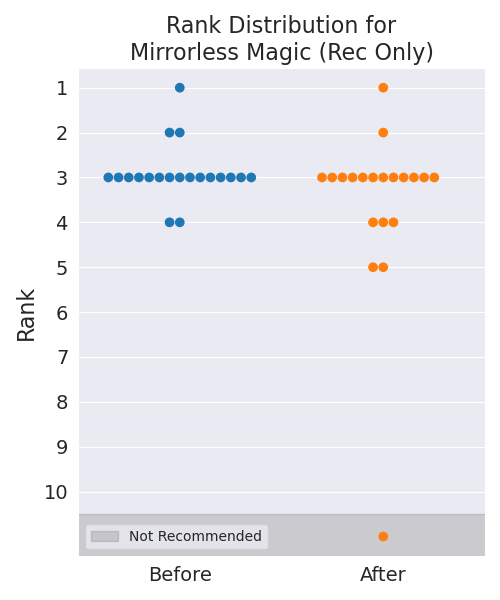 Rank Distribution for
Mirrorless Magic (Rec Only)
Rank
1
2
3
4
5
6
7
8
9
10
Not Recommended
Before
After